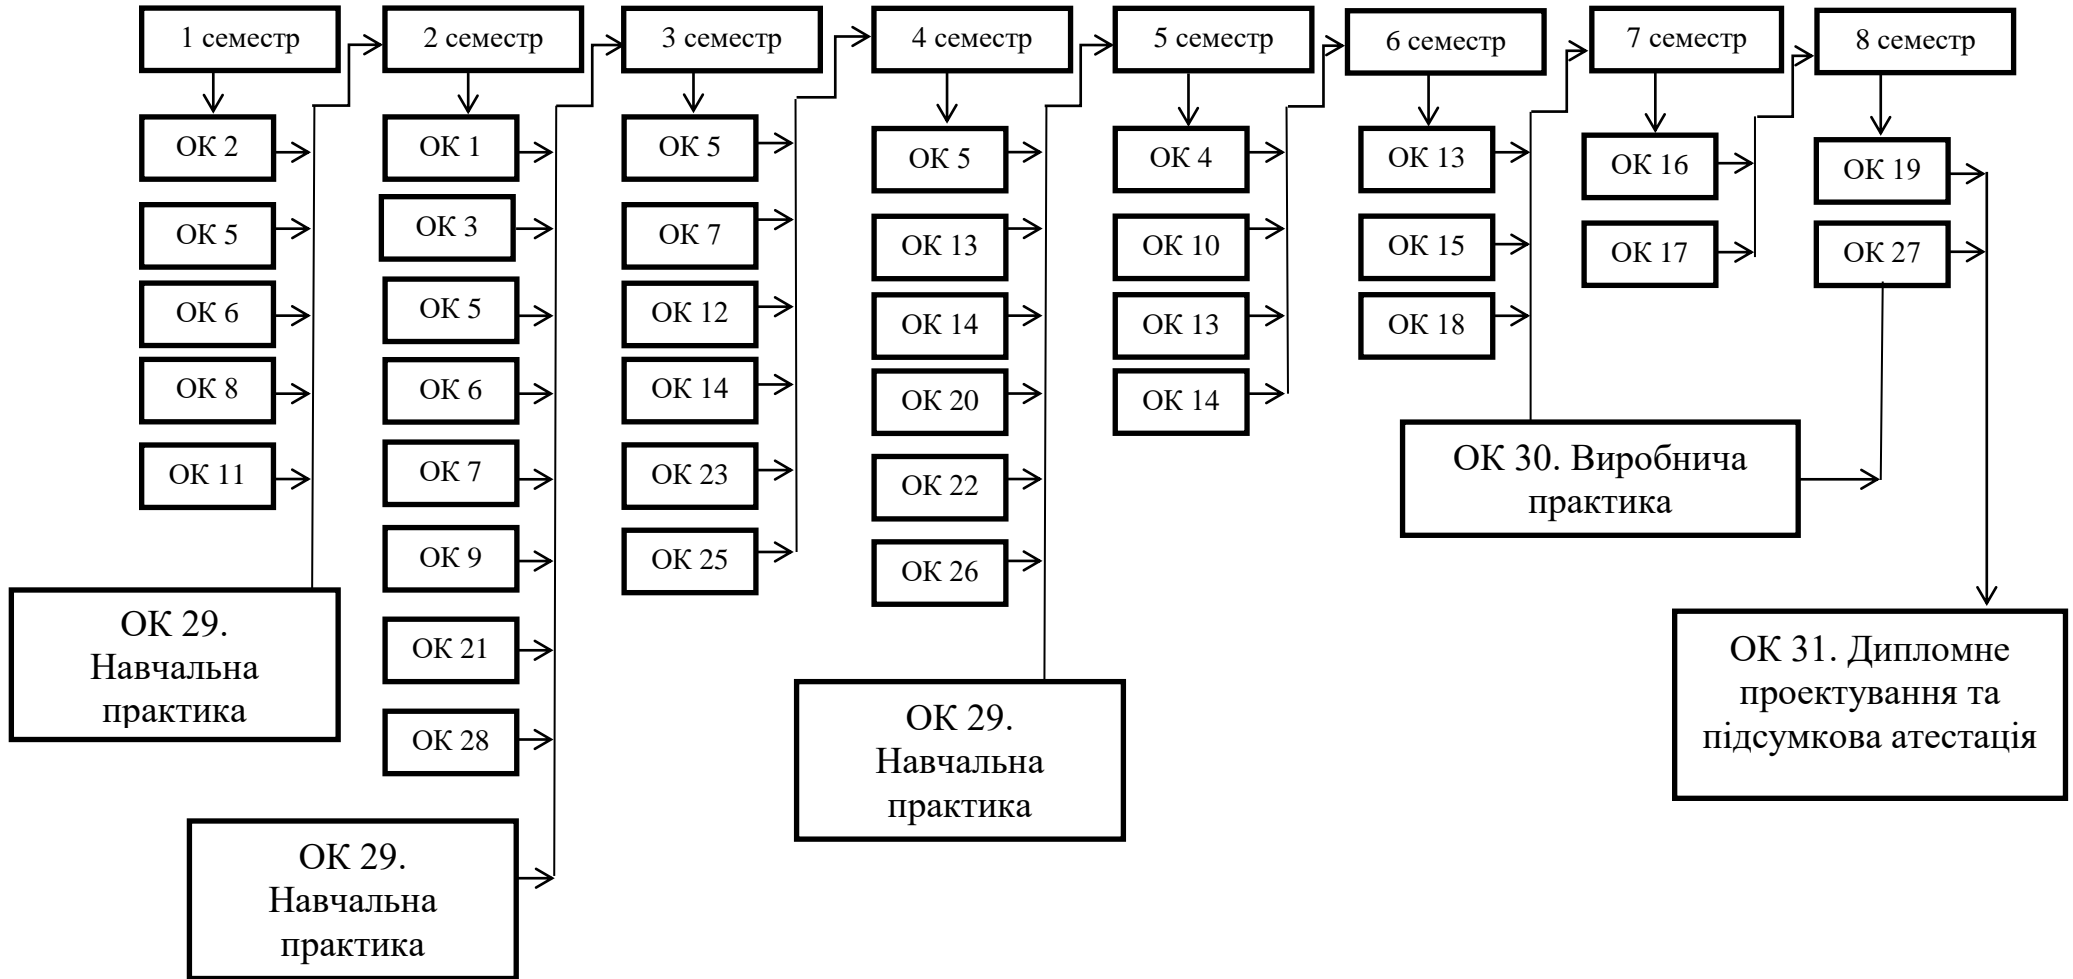 1 семестр
2 семестр
3 семестр
4 семестр
5 семестр
6 семестр
7 семестр
8 семестр
ОК 2
ОК 5
ОК 6
ОК 8
ОК 11
ОК 29.
Навчальна
практика
ОК 1
ОК 3
ОК 5
ОК 6
ОК 7
ОК 9
ОК 21
ОК 28
ОК 29.
Навчальна
практика
ОК 5
ОК 7
ОК 12
ОК 14
ОК 23
ОК 25
ОК 5
ОК 13
ОК 14
ОК 20
ОК 22
ОК 26
ОК 29.
Навчальна
практика
ОК 4
ОК 10
ОК 13
ОК 14
ОК 13
ОК 15
ОК 18
ОК 30. Виробнича
практика
ОК 16
ОК 17
ОК 19
ОК 27
ОК 31. Дипломне
проектування та
підсумкова атестація